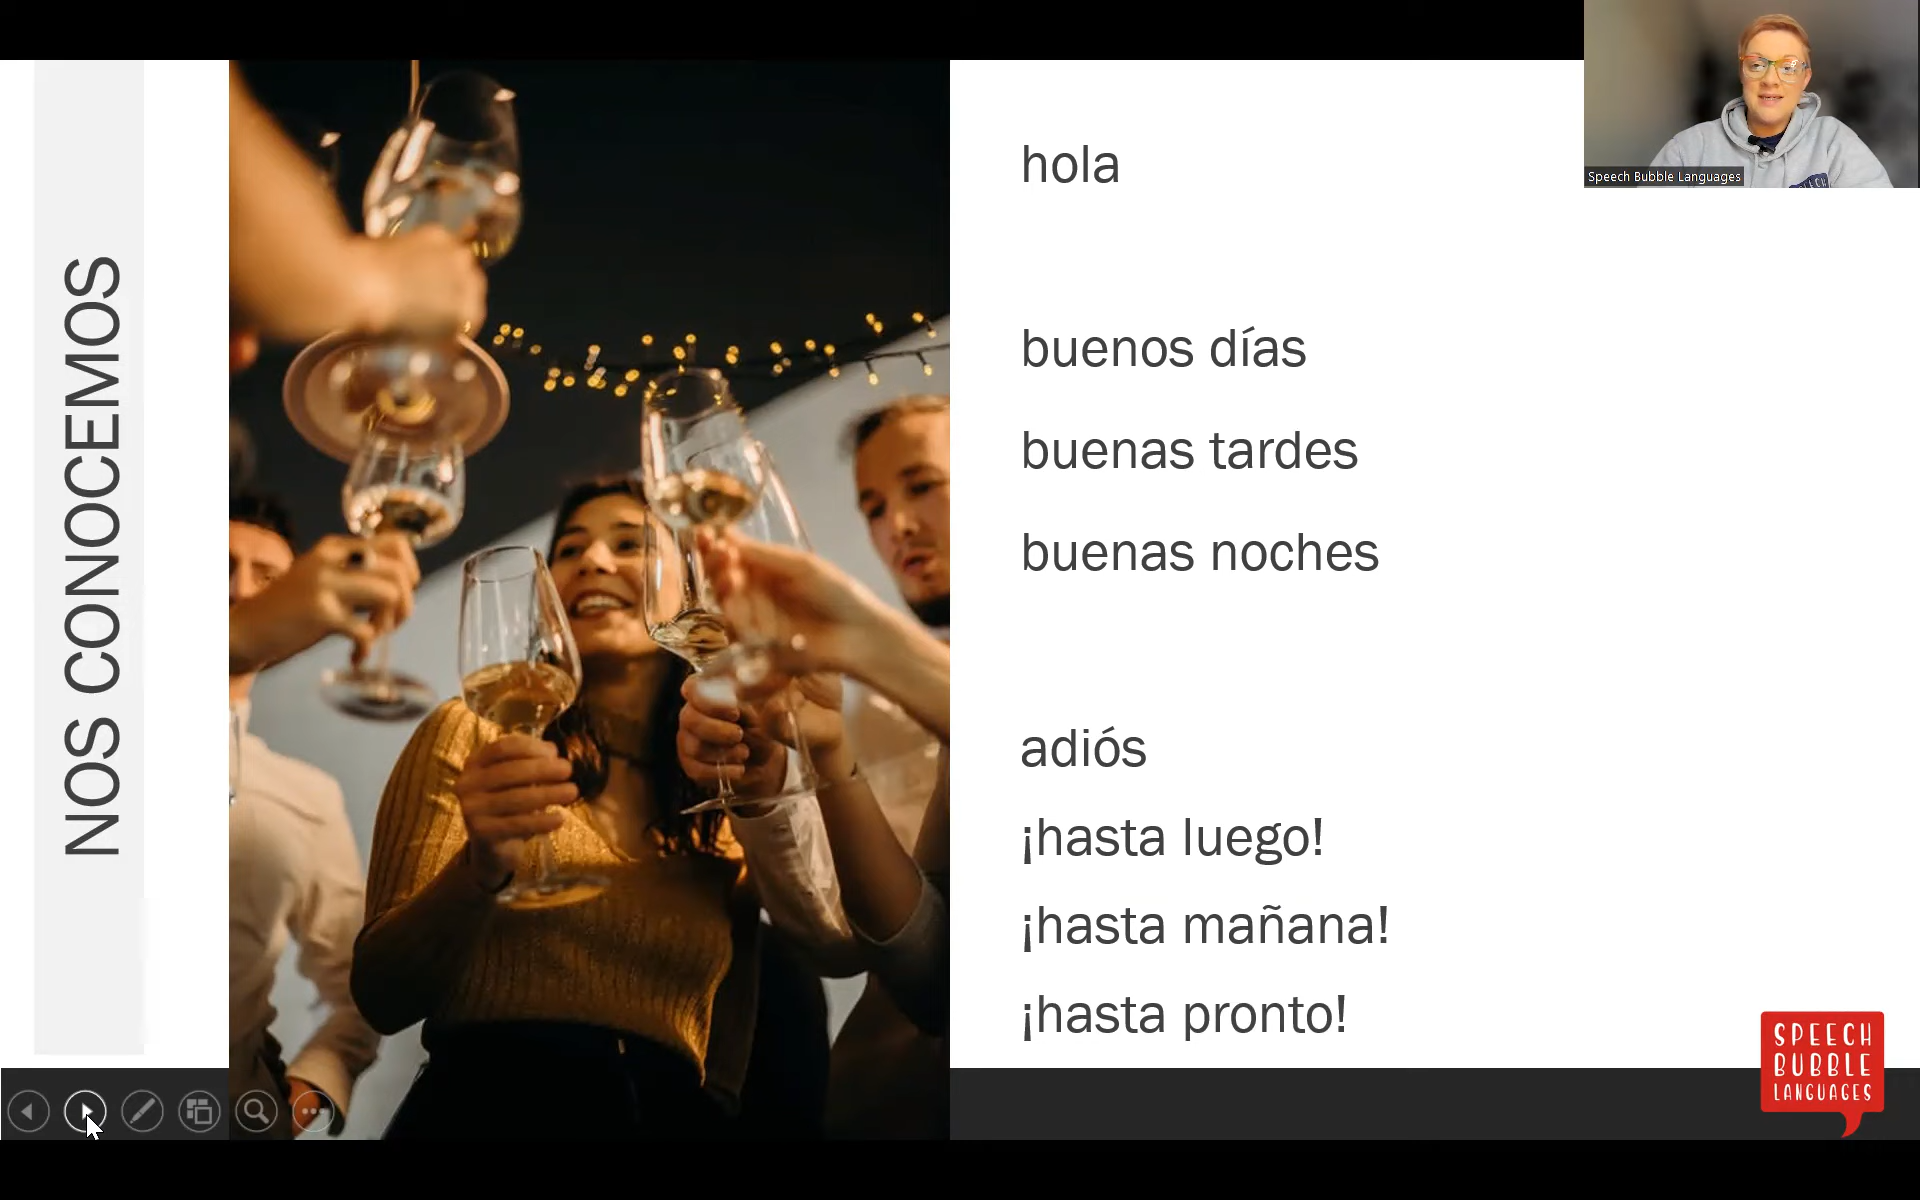 NOS CONOCEMOS
hola
buenos días
buenas tardes
buenas noches
adiós
¡hasta luego!
¡hasta mañana!
¡hasta pronto!
Speech Bubble Languages
SPEECH
BUBBLE
LANGUAGES